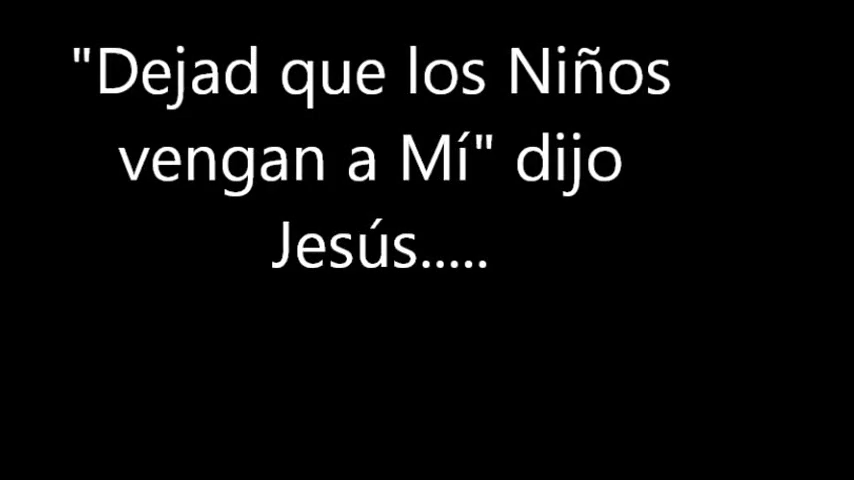 "Dejad que los Niños
vengan a Mí" dijo
Jesús.....